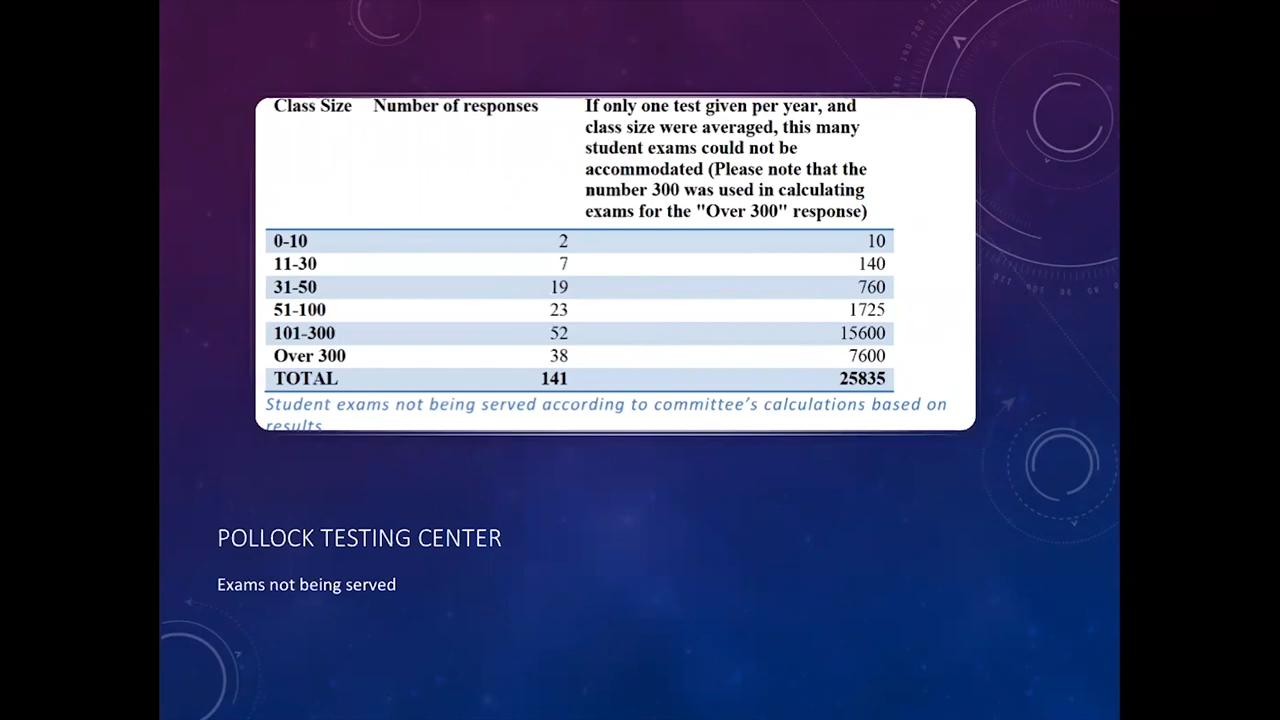 Class Size Number of responses If only one test given per year, and
class size were averaged, this many
student exams could not be
accommodated (Please note that the
number 300 was used in calculating
exams for the "Over 300" response)
0-10 2 10
11-30 7 140
31-50 19 760
51-100 23 1725
101-300 52 15600
Over 300 38 7600
TOTAL 141 25835
Student exams not being served according to committee's calculations based on
results
POLLOCK TESTING CENTER
Exams not being served